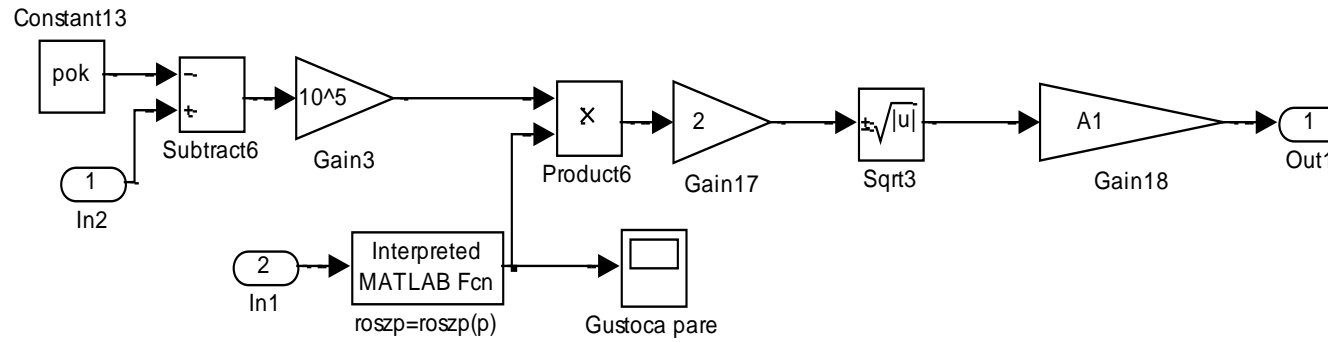 Constant13
pok
-
+
Subtract6
10^5
Gain3
1
In2
×
Product6
2
Gain17
±√|u|
Sqrt3
A1
Gain18
1
Out1
2
In1
Interpreted
MATLAB Fcn
roszp=roszp(p)
Gustoca pare